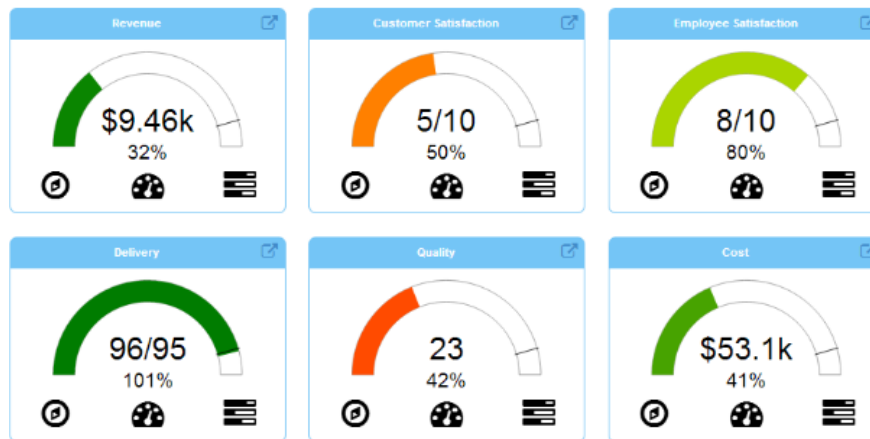 Revenue
$9.46k
32%
Customer Satisfaction
5/10
50%
Employee Satisfaction
8/10
80%
Delivery
96/95
101%
Quality
23
42%
Cost
$53.1k
41%